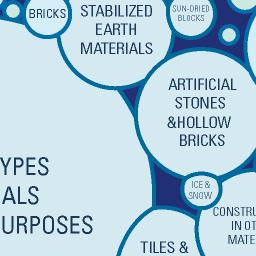 BRICKS
STABILIZED
EARTH
MATERIALS
SUN-DRIED
BLOCKS
ARTIFICIAL
STONES
&HOLLOW
BRICKS
YPES
ALS
URPOSES
ICE &
SNOW
CONSTRU
IN OT
MATE
TILES &